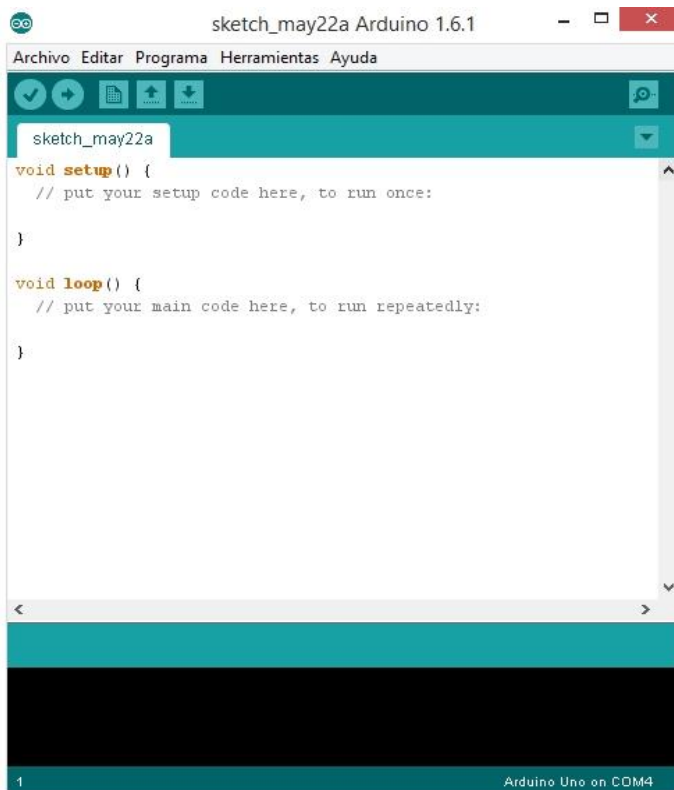 sketch_may22a Arduino 1.6.1
Archivo Editar Programa Herramientas Ayuda
sketch_may22a
void setup() {
// put your setup code here, to run once:
}
void loop() {
// put your main code here, to run repeatedly:
}
1 Arduino Uno on COM4